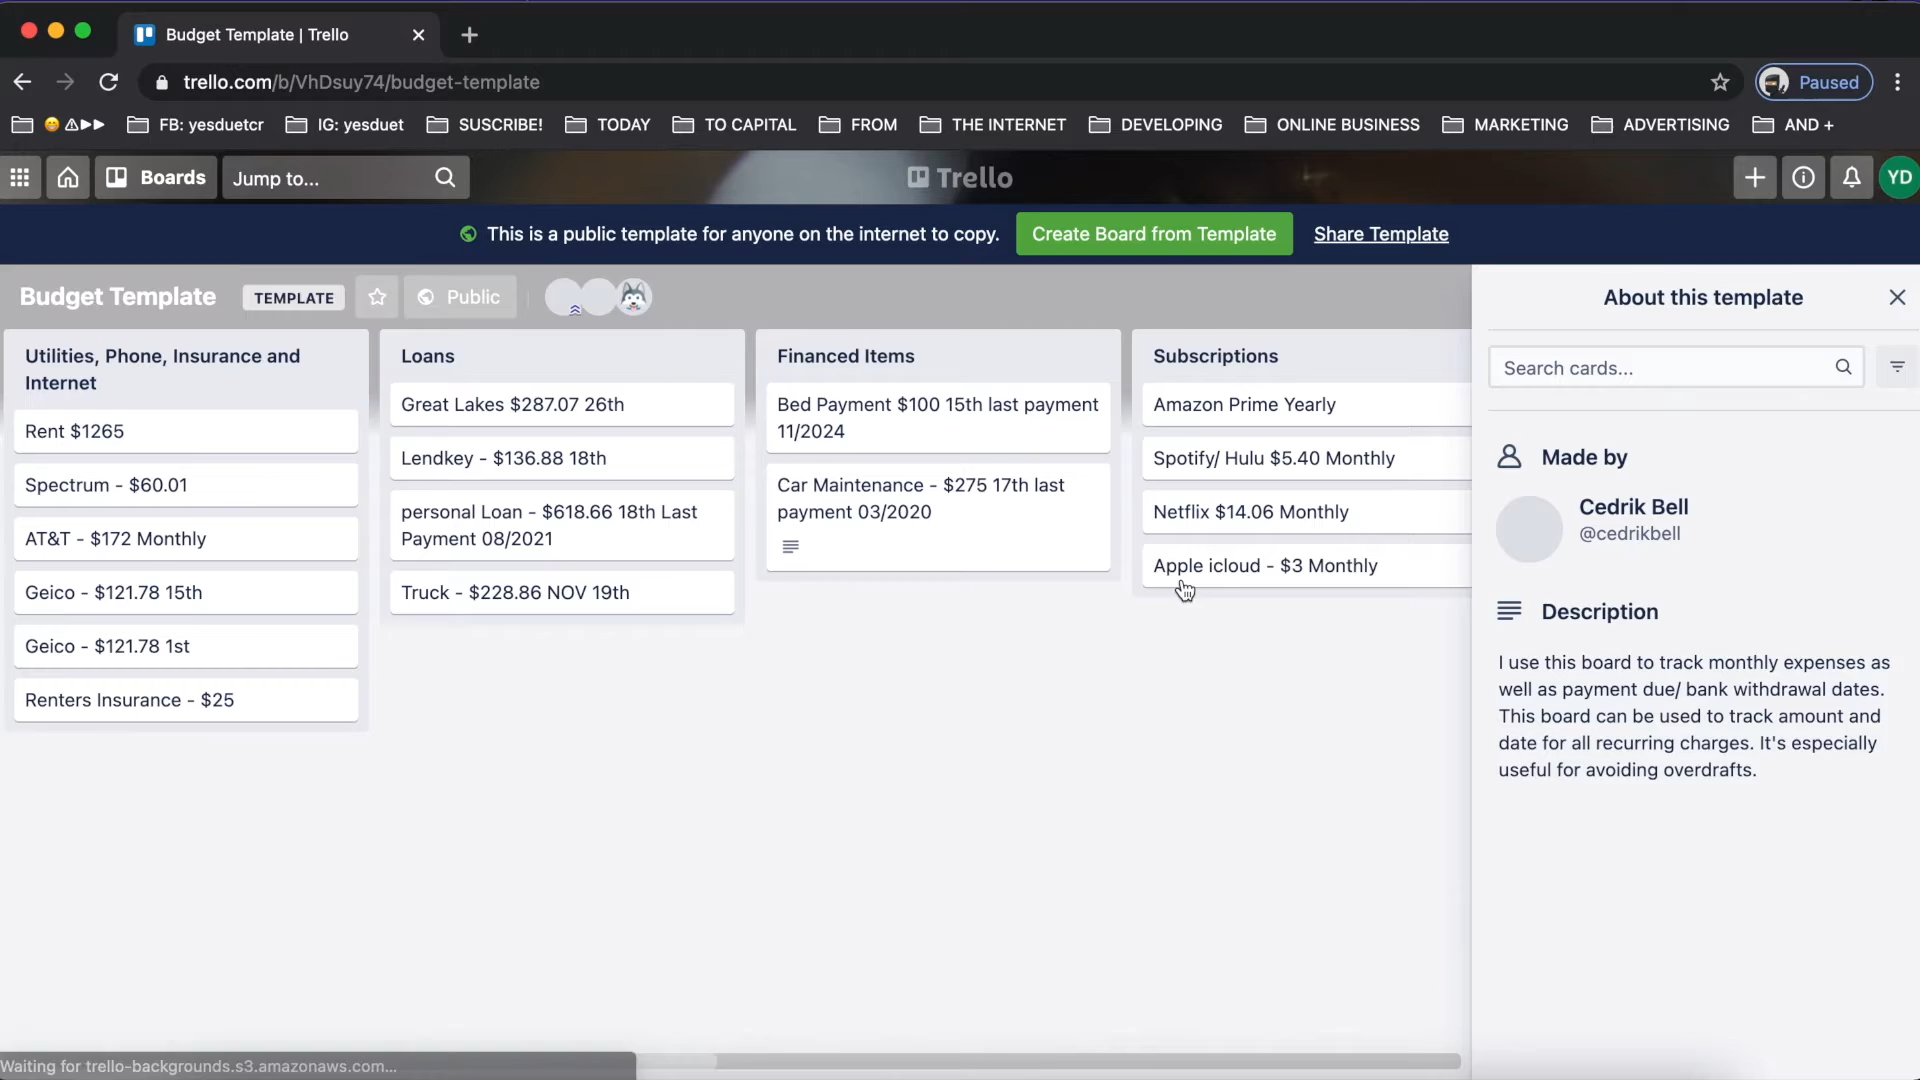 Budget Template | Trello
trello.com/b/VhDsuy74/budget-template
Paused
FB: yesduetcr
IG: yesduet
SUSCRIBE!
TODAY
TO CAPITAL
FROM
THE INTERNET
DEVELOPING
ONLINE BUSINESS
MARKETING
ADVERTISING
AND +
Boards
Jump to...
Trello
YD
This is a public template for anyone on the internet to copy.
Create Board from Template
Share Template
Budget Template
TEMPLATE
Public
Utilities, Phone, Insurance and
Internet
Rent $1265
Spectrum - $60.01
AT&T - $172 Monthly
Geico - $121.78 15th
Geico - $121.78 1st
Renters Insurance - $25
Loans
Great Lakes $287.07 26th
Lendkey - $136.88 18th
personal Loan - $618.66 18th Last
Payment 08/2021
Truck - $228.86 NOV 19th
Financed Items
Bed Payment $100 15th last payment
11/2024
Car Maintenance - $275 17th last
payment 03/2020
Subscriptions
Amazon Prime Yearly
Spotify/ Hulu $5.40 Monthly
Netflix $14.06 Monthly
Apple icloud - $3 Monthly
About this template
Search cards...
Made by
Cedrik Bell
@cedrikbell
Description
I use this board to track monthly expenses as
well as payment due/ bank withdrawal dates.
This board can be used to track amount and
date for all recurring charges. It's especially
useful for avoiding overdrafts.
Waiting for trello-backgrounds.s3.amazonaws.com...